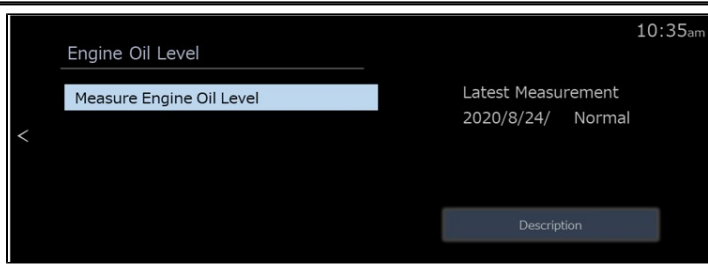 10:35am
Engine Oil Level
Measure Engine Oil Level
Latest Measurement
2020/8/24/ Normal
<
Description